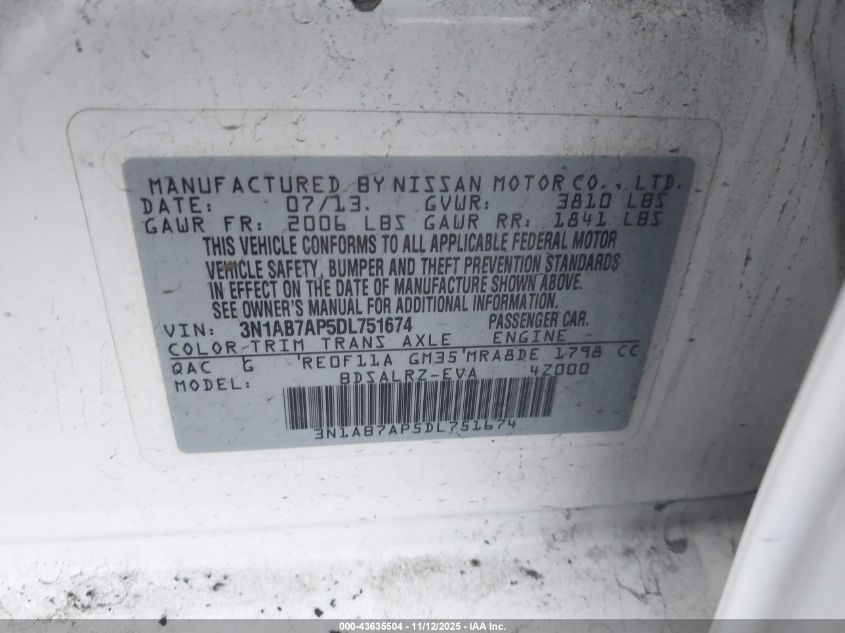 MANUFACTURED BY NISSAN MOTOR CO., LTD.
DATE: 07/13. GVWR: 3810 LBS
GAWR FR: 2006 LBS GAWR RR: 1841 LBS
THIS VEHICLE CONFORMS TO ALL APPLICABLE FEDERAL MOTOR
VEHICLE SAFETY, BUMPER AND THEFT PREVENTION STANDARDS
IN EFFECT ON THE DATE OF MANUFACTURE SHOWN ABOVE.
SEE OWNER'S MANUAL FOR ADDITIONAL INFORMATION.
VIN: 3N1AB7AP5DL751674 PASSENGER CAR.
COLOR TRIM TRANS AXLE ENGINE
QAC G RE0F11A GM35 MRA8DE 1798 CC
MODEL: BDSALRZ-EVA 4Z000
3N1AB7AP5DL751674
000-43635504 - 11/12/2025 - IAA Inc.